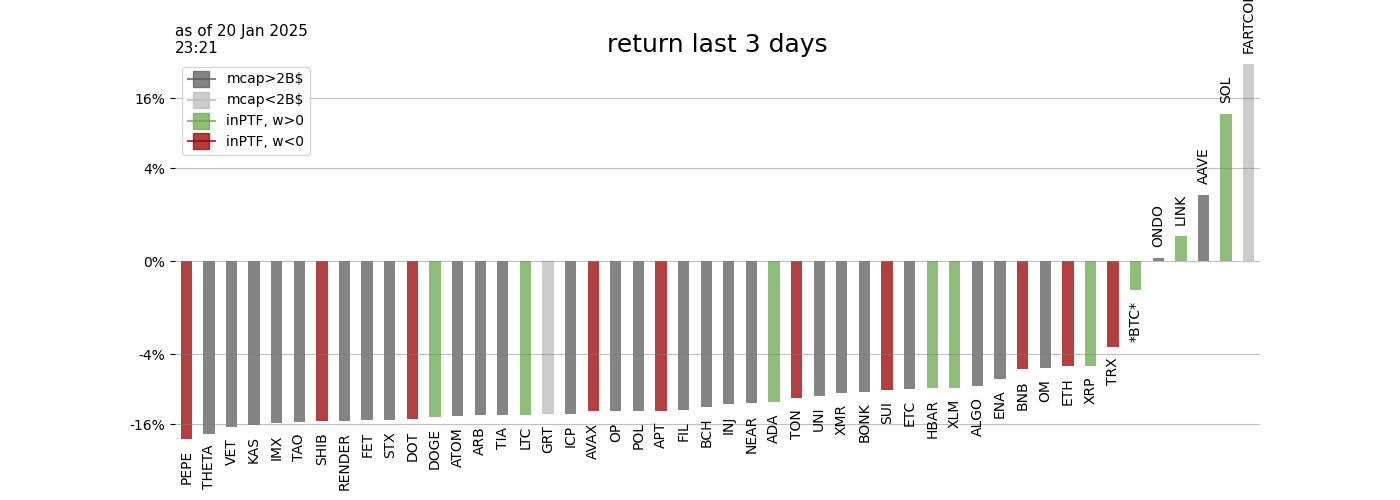 as of 20 Jan 2025
23:21
return last 3 days
mcap>2B$
mcap<2B$
inPTF, w>0
inPTF, w<0
16%
4%
0%
-4%
-16%
PEPE
THETA
VET
KAS
IMX
TAO
SHIB
RENDER
FET
STX
DOT
DOGE
ATOM
ARB
TIA
LTC
GRT
ICP
AVAX
OP
POL
APT
FIL
BCH
INJ
NEAR
ADA
TON
UNI
XMR
BONK
SUI
ETC
HBAR
XLM
ALGO
ENA
BNB
OM
ETH
XRP
TRX
*BTC*
ONDO
LINK
AAVE
SOL